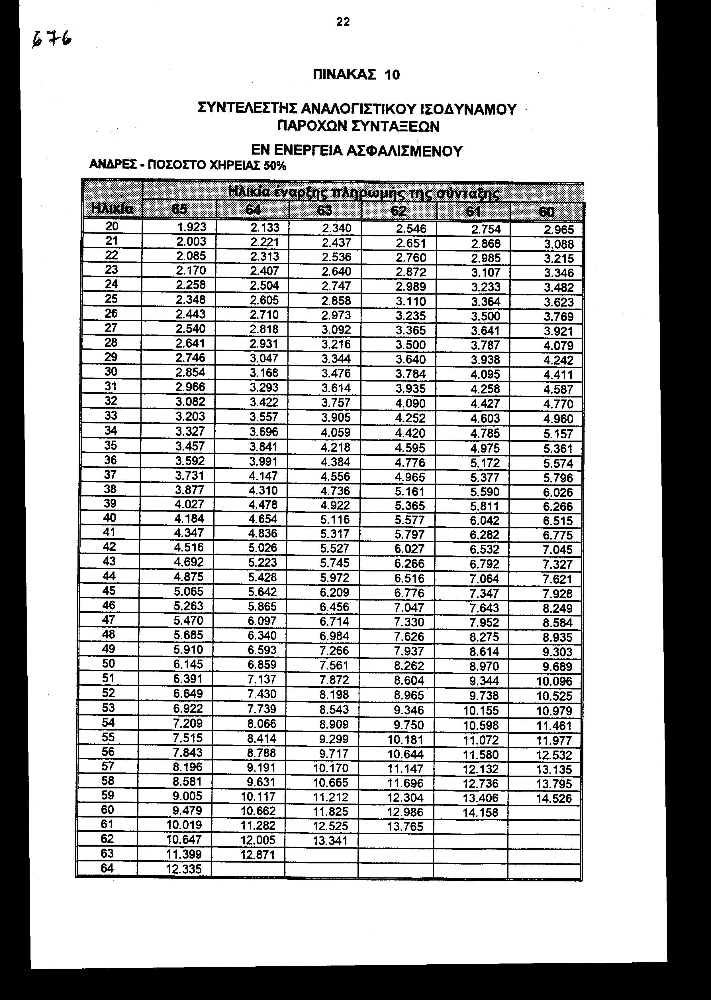 22
676
ΠΙΝΑΚΑΣ 10
ΣΥΝΤΕΛΕΣΤΗΣ ΑΝΑΛΟΓΙΣΤΙΚΟΥ ΙΣΟΔΥΝΑΜΟΥ
ΠΑΡΟΧΩΝ ΣΥΝΤΑΞΕΩΝ
ΕΝ ΕΝΕΡΓΕΙΑ ΑΣΦΑΛΙΣΜΕΝΟΥ
ΑΝΔΡΕΣ - ΠΟΣΟΣΤΟ ΧΗΡΕΙΑΣ 50%
Ηλικία έναρξης πληρωμής της σύνταξης
Ηλικία 65 64 63 62 61 60
20 1.923 2.133 2.340 2.546 2.754 2.965
21 2.003 2.221 2.437 2.651 2.868 3.088
22 2.085 2.313 2.536 2.760 2.985 3.215
23 2.170 2.407 2.640 2.872 3.107 3.346
24 2.258 2.504 2.747 2.989 3.233 3.482
25 2.348 2.605 2.858 3.110 3.364 3.623
26 2.443 2.710 2.973 3.235 3.500 3.769
27 2.540 2.818 3.092 3.365 3.641 3.921
28 2.641 2.931 3.216 3.500 3.787 4.079
29 2.746 3.047 3.344 3.640 3.938 4.242
30 2.854 3.168 3.476 3.784 4.095 4.411
31 2.966 3.293 3.614 3.935 4.258 4.587
32 3.082 3.422 3.757 4.090 4.427 4.770
33 3.203 3.557 3.905 4.252 4.603 4.960
34 3.327 3.696 4.059 4.420 4.785 5.157
35 3.457 3.841 4.218 4.595 4.975 5.361
36 3.592 3.991 4.384 4.776 5.172 5.574
37 3.731 4.147 4.556 4.965 5.377 5.796
38 3.877 4.310 4.736 5.161 5.590 6.026
39 4.027 4.478 4.922 5.365 5.811 6.266
40 4.184 4.654 5.116 5.577 6.042 6.515
41 4.347 4.836 5.317 5.797 6.282 6.775
42 4.516 5.026 5.527 6.027 6.532 7.045
43 4.692 5.223 5.745 6.266 6.792 7.327
44 4.875 5.428 5.972 6.516 7.064 7.621
45 5.065 5.642 6.209 6.776 7.347 7.928
46 5.263 5.865 6.456 7.047 7.643 8.249
47 5.470 6.097 6.714 7.330 7.952 8.584
48 5.685 6.340 6.984 7.626 8.275 8.935
49 5.910 6.593 7.266 7.937 8.614 9.303
50 6.145 6.859 7.561 8.262 8.970 9.689
51 6.391 7.137 7.872 8.604 9.344 10.096
52 6.649 7.430 8.198 8.965 9.738 10.525
53 6.922 7.739 8.543 9.346 10.155 10.979
54 7.209 8.066 8.909 9.750 10.598 11.461
55 7.515 8.414 9.299 10.181 11.072 11.977
56 7.843 8.788 9.717 10.644 11.580 12.532
57 8.196 9.191 10.170 11.147 12.132 13.135
58 8.581 9.631 10.665 11.696 12.736 13.795
59 9.005 10.117 11.212 12.304 13.406 14.526
60 9.479 10.662 11.825 12.986 14.158
61 10.019 11.282 12.525 13.765
62 10.647 12.005 13.341
63 11.399 12.871
64 12.335